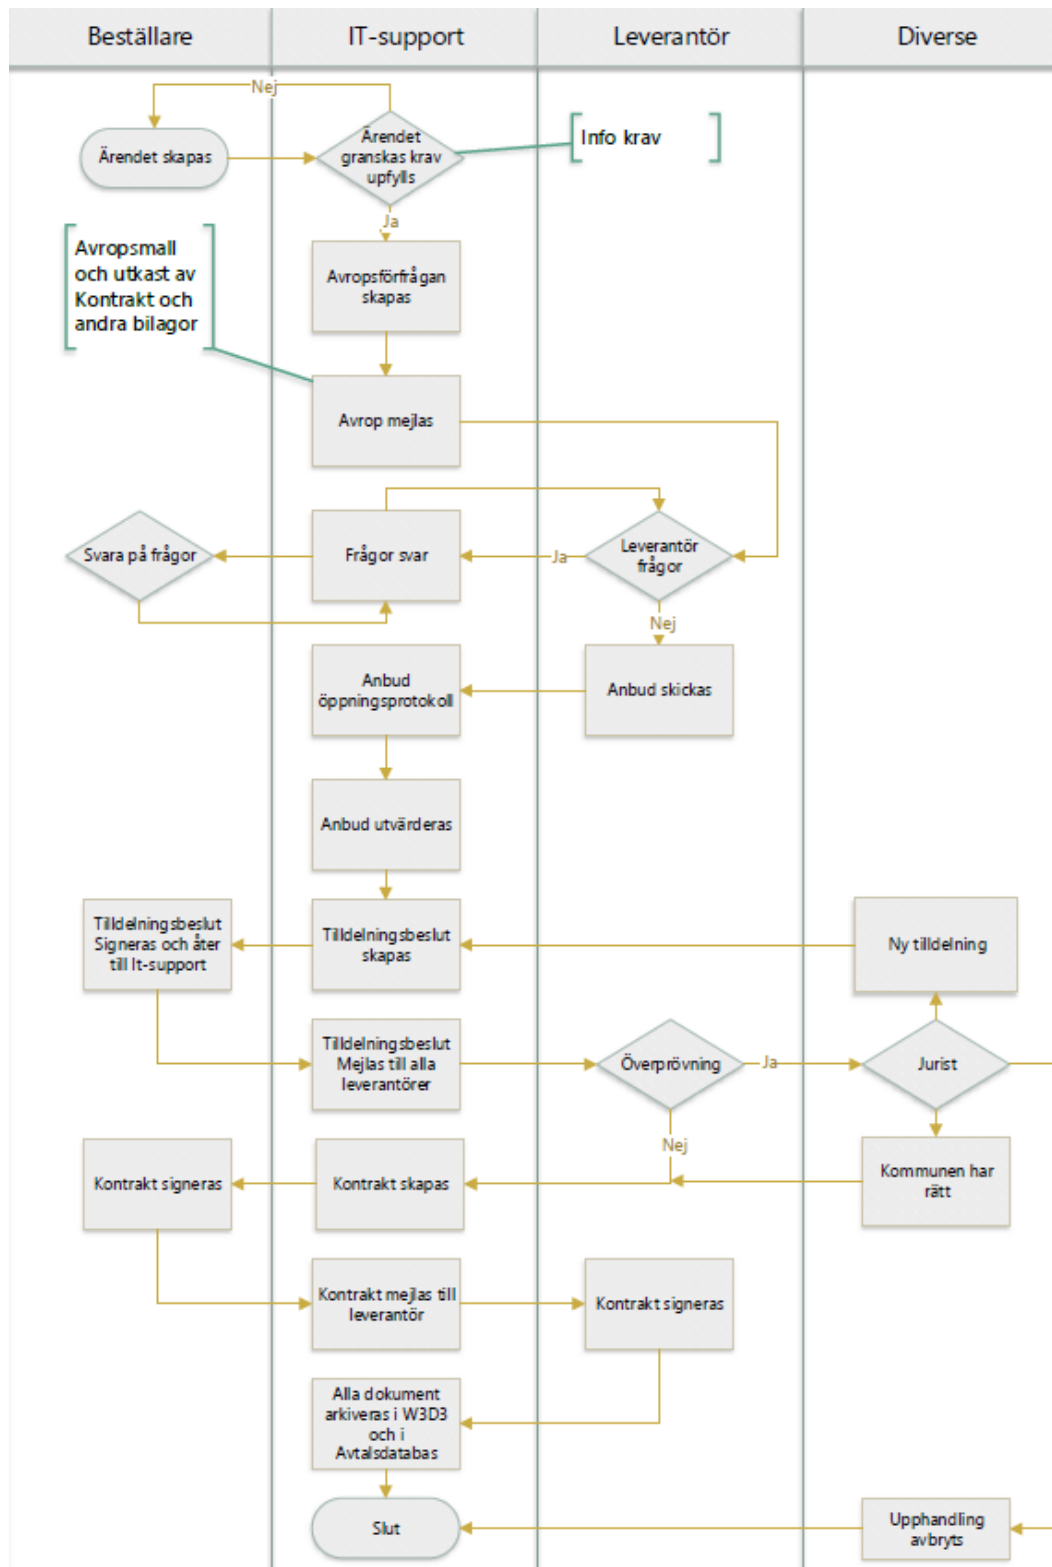 Beställare
IT-support
Leverantör
Diverse
Nej
Ärendet skapas
Ärendet
granskas krav
upfylls
Info krav
Ja
Avropsmall
och utkast av
Kontrakt och
andra bilagor
Avropsförfrågan
skapas
Avrop mejlas
Svara på frågor
Frågor svar
Ja
Leverantör
frågor
Nej
Anbud
öppningsprotokoll
Anbud skickas
Anbud utvärderas
Tilldelningsbeslut
Signeras och åter
till It-support
Tilldelningsbeslut
skapas
Ny tilldelning
Tilldelningsbeslut
Mejlas till alla
leverantörer
Överprövning
Ja
Jurist
Nej
Kontrakt signeras
Kontrakt skapas
Kommunen har
rätt
Kontrakt mejlas till
leverantör
Kontrakt signeras
Alla dokument
arkiveras i W3D3
och i
Avtalsdatabas
Slut
Upphandling
avbryts